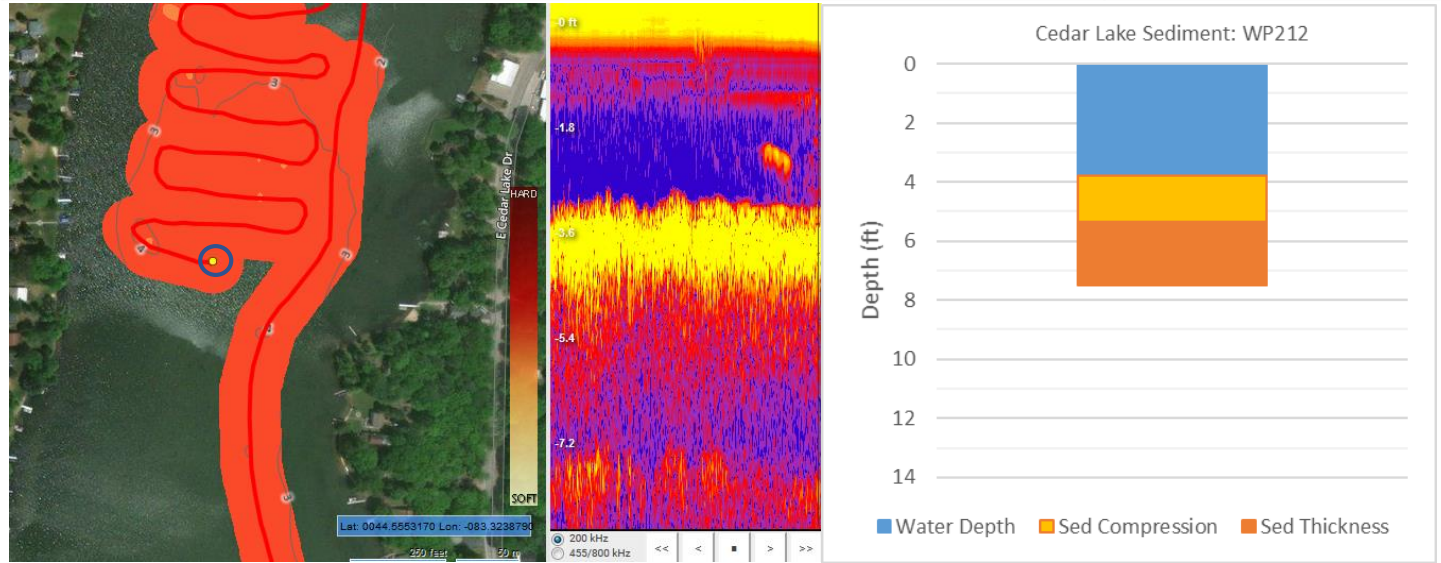 3
2
3
3
4
3
3
E Cedar Lake Dr
HARD
SOFT
Lat: 0044.5553170 Lon: -083.3238790
250 feet
50 m
-0 ft
-1.8
-3.6
-5.4
-7.2
200 kHz
455/800 kHz
<< < ■ > >>
Cedar Lake Sediment: WP212
Depth (ft)
0
2
4
6
8
10
12
14
Water Depth Sed Compression Sed Thickness